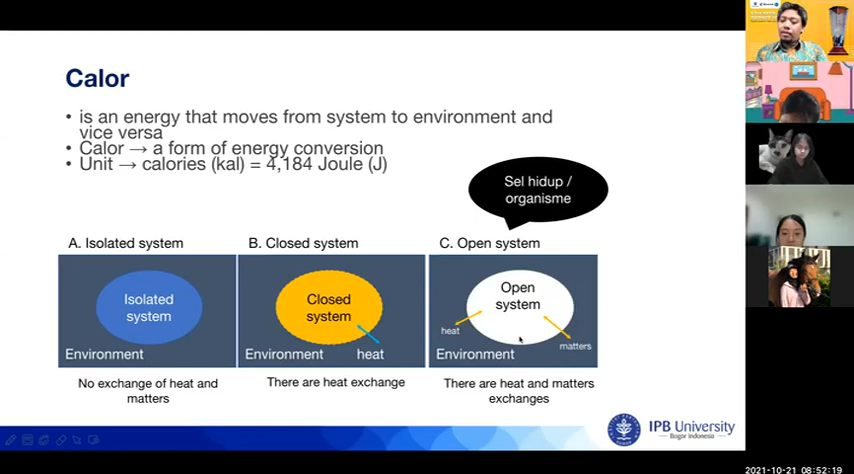 Calor
• is an energy that moves from system to environment and
vice versa
• Calor → a form of energy conversion
• Unit → calories (kal) = 4,184 Joule (J)
Sel hidup /
organisme
A. Isolated system
B. Closed system
C. Open system
Isolated
system
Environment
Closed
system
Environment
heat
Open
system
heat
matters
Environment
No exchange of heat and
matters
There are heat exchange
There are heat and matters
exchanges
IPB University
Bogor Indonesia
2021-10-21 08:52:19